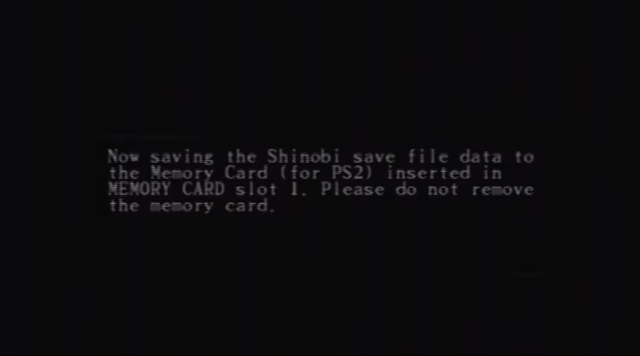 Now saving the Shinobi save file data to
the Memory Card (for PS2) inserted in
MEMORY CARD slot 1. Please do not remove
the memory card.